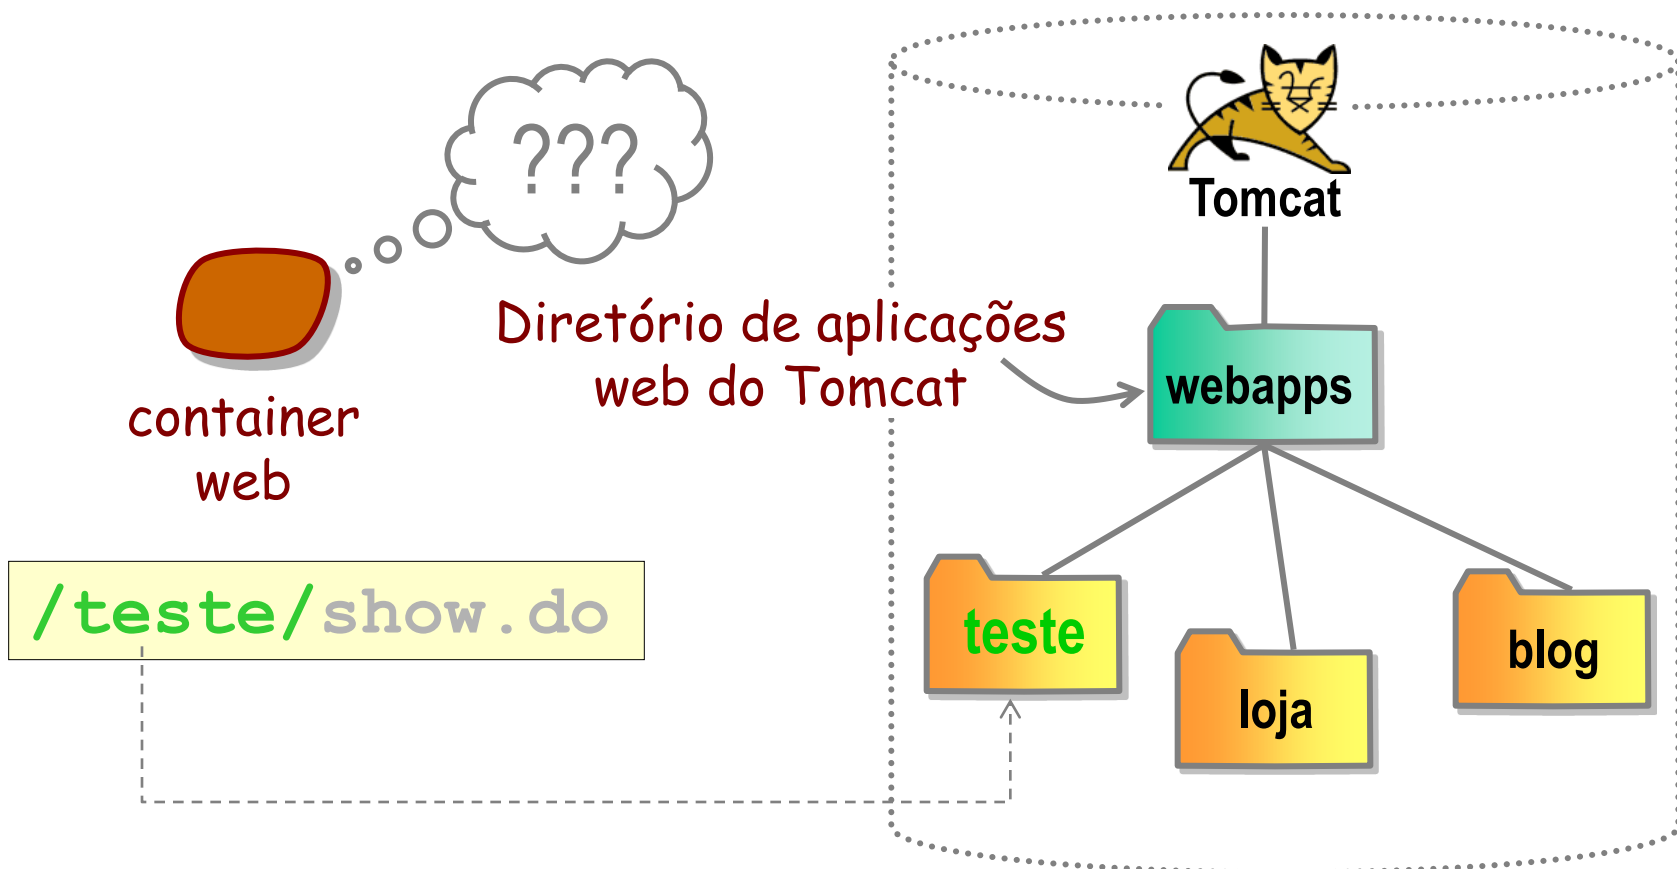 ???
Tomcat
Diretório de aplicações
web do Tomcat
webapps
container
web
/teste/show.do
teste
loja
blog